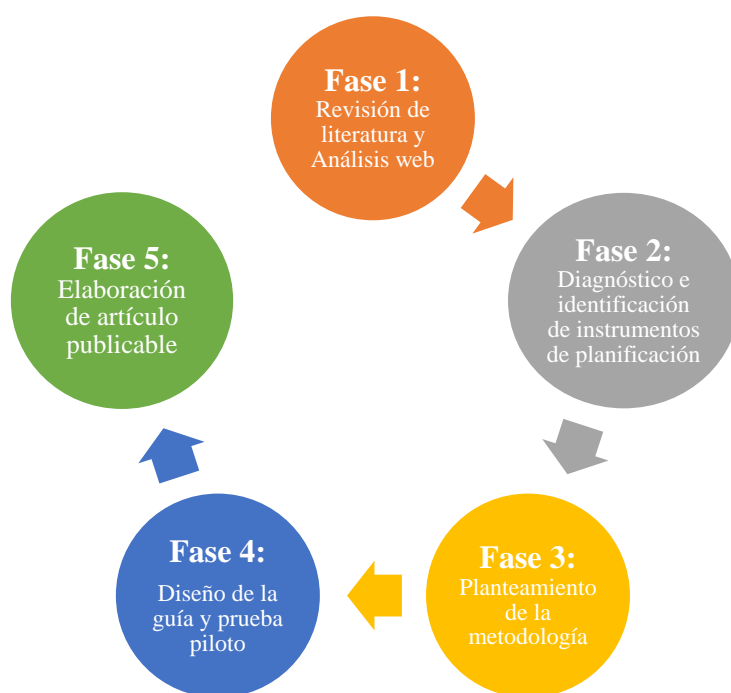 Fase 1:
Revisión de
literatura y
Análisis web
Fase 2:
Diagnóstico e
identificación
de instrumentos
de planificación
Fase 3:
Planteamiento
de la
metodología
Fase 4:
Diseño de la
guía y prueba
piloto
Fase 5:
Elaboración
de artículo
publicable